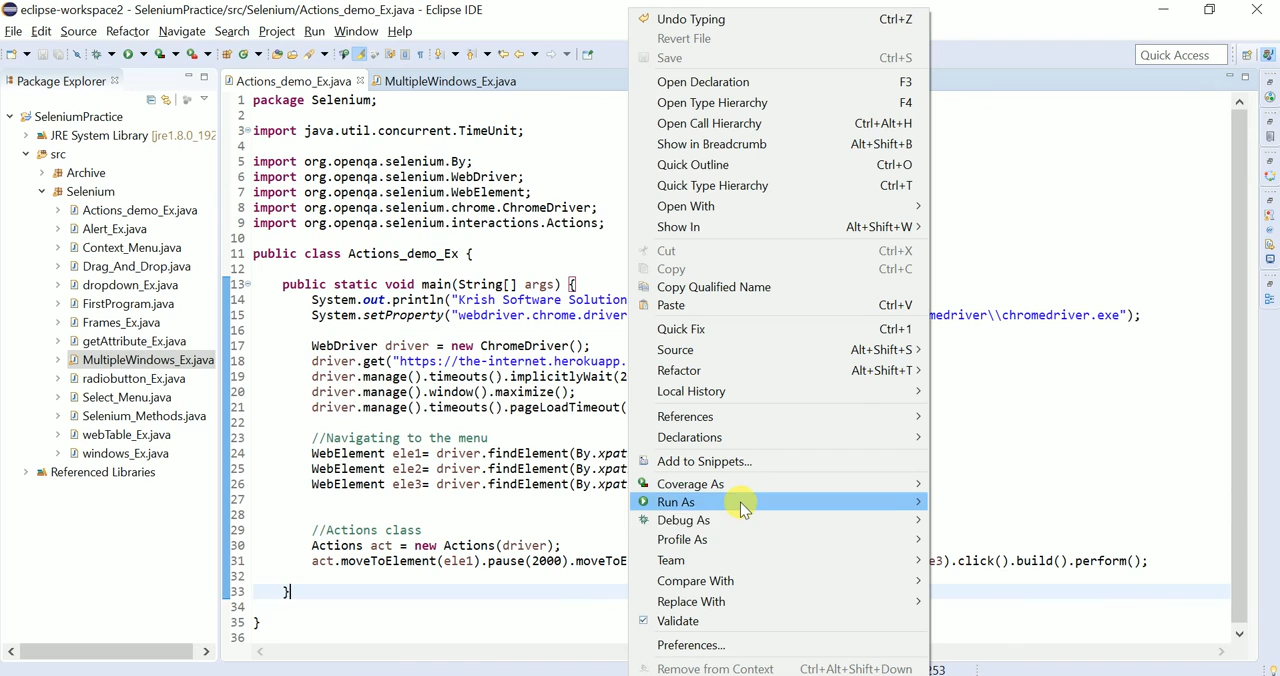 eclipse-workspace2 - SeleniumPractice/src/Selenium/Actions_demo_Ex.java - Eclipse IDE
File Edit Source Refactor Navigate Search Project Run Window Help
Quick Access
Package Explorer
SeleniumPractice
JRE System Library [jre1.8.0_192
src
Archive
Selenium
Actions_demo_Ex.java
Alert_Ex.java
Context_Menu.java
Drag_And_Drop.java
dropdown_Ex.java
FirstProgram.java
Frames_Ex.java
getAttribute_Ex.java
MultipleWindows_Ex.java
radiobutton_Ex.java
Select_Menu.java
Selenium_Methods.java
webTable_Ex.java
windows_Ex.java
Referenced Libraries
Actions_demo_Ex.java MultipleWindows_Ex.java
1 package Selenium;
2
3 import java.util.concurrent.TimeUnit;
4
5 import org.openqa.selenium.By;
6 import org.openqa.selenium.WebDriver;
7 import org.openqa.selenium.WebElement;
8 import org.openqa.selenium.chrome.ChromeDriver;
9 import org.openqa.selenium.interactions.Actions;
10
11 public class Actions_demo_Ex {
12
13 public static void main(String[] args) {
14 System.out.println("Krish Software Solution
15 System.setProperty("webdriver.chrome.driver medriver\\chromedriver.exe");
16
17 WebDriver driver = new ChromeDriver();
18 driver.get("https://the-internet.herokuapp.
19 driver.manage().timeouts().implicitlyWait(2
20 driver.manage().window().maximize();
21 driver.manage().timeouts().pageLoadTimeout(
22
23 //Navigating to the menu
24 WebElement ele1= driver.findElement(By.xpat
25 WebElement ele2= driver.findElement(By.xpat
26 WebElement ele3= driver.findElement(By.xpat
27
28
29 //Actions class
30 Actions act = new Actions(driver);
31 act.moveToElement(ele1).pause(2000).moveToE e3).click().build().perform();
32
33 }
34
35 }
36
Undo Typing Ctrl+Z
Revert File
Save Ctrl+S
Open Declaration F3
Open Type Hierarchy F4
Open Call Hierarchy Ctrl+Alt+H
Show in Breadcrumb Alt+Shift+B
Quick Outline Ctrl+O
Quick Type Hierarchy Ctrl+T
Open With
Show In Alt+Shift+W
Cut Ctrl+X
Copy Ctrl+C
Copy Qualified Name
Paste Ctrl+V
Quick Fix Ctrl+1
Source Alt+Shift+S
Refactor Alt+Shift+T
Local History
References
Declarations
Add to Snippets...
Coverage As
Run As
Debug As
Profile As
Team
Compare With
Replace With
Validate
Preferences...
Remove from Context Ctrl+Alt+Shift+Down
253